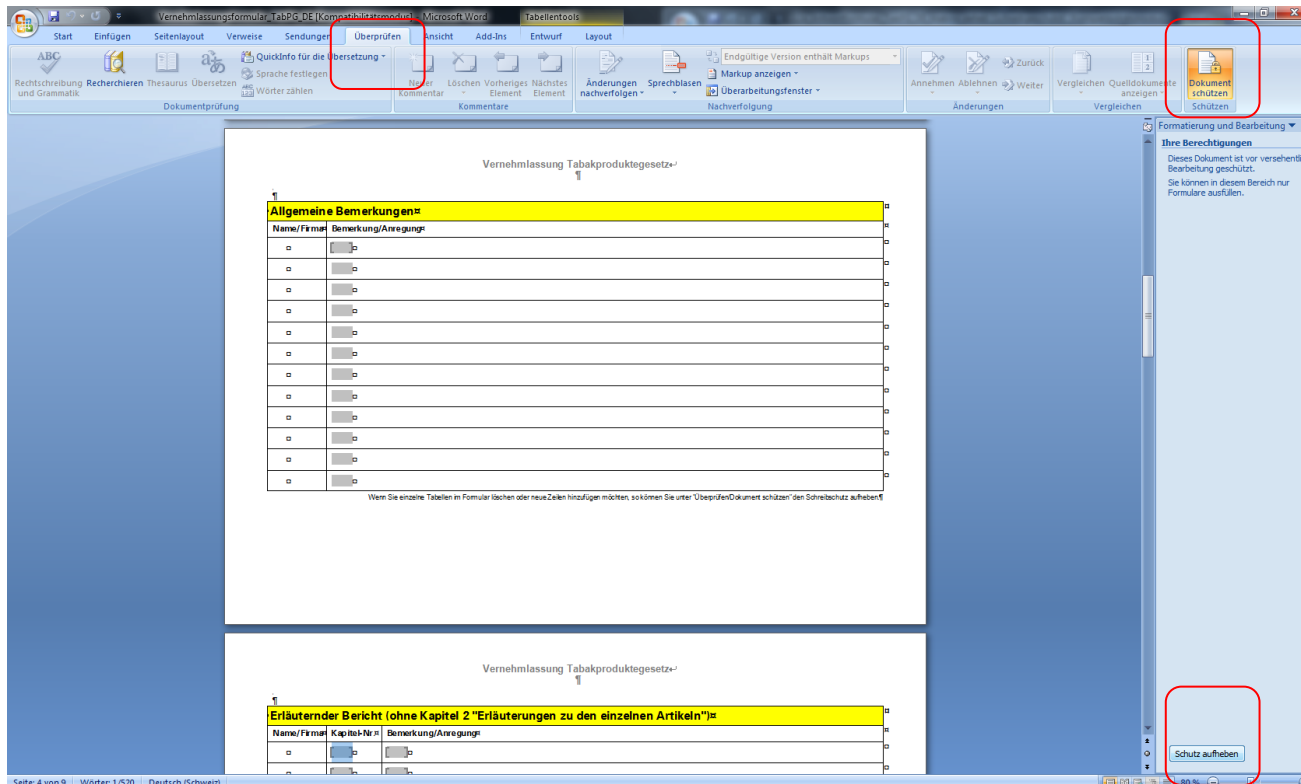 Vernehmlassungsformular_TabPG_DE [Kompatibilitätsmodus] - Microsoft Word Tabellentools
Start Einfügen Seitenlayout Verweise Sendungen Überprüfen Ansicht Add-Ins Entwurf Layout
ABC Rechtschreibung und Grammatik
Recherchieren Thesaurus Übersetzen
QuickInfo für die Übersetzung
Sprache festlegen
Wörter zählen
Dokumentprüfung
Neuer Kommentar Löschen Vorheriges Element Nächstes Element
Kommentare
Änderungen nachverfolgen Sprechblasen
Endgültige Version enthält Markups
Markup anzeigen
Überarbeitungsfenster
Nachverfolgung
Annehmen Ablehnen Zurück
Weiter
Änderungen
Vergleichen Quelldokumente anzeigen
Vergleichen
Dokument schützen
Schützen
Formatierung und Bearbeitung
Ihre Berechtigungen
Dieses Dokument ist vor versehentli
Bearbeitung geschützt.
Sie können in diesem Bereich nur
Formulare ausfüllen.
Vernehmlassung Tabakproduktegesetz
Allgemeine Bemerkungen
Name/Firma Bemerkung/Anregung
Wenn Sie einzelne Tabellen im Formular löschen oder neue Zeilen hinzufügen möchten, so können Sie unter "Überprüfen/Dokument schützen" den Schreibschutz aufheben
Vernehmlassung Tabakproduktegesetz
Erläuternder Bericht (ohne Kapitel 2 "Erläuterungen zu den einzelnen Artikeln")
Name/Firma Kapitel-Nr. Bemerkung/Anregung
Schutz aufheben
Seite: 4 von 9 Wörter: 1/520 Deutsch (Schweiz) 80 %